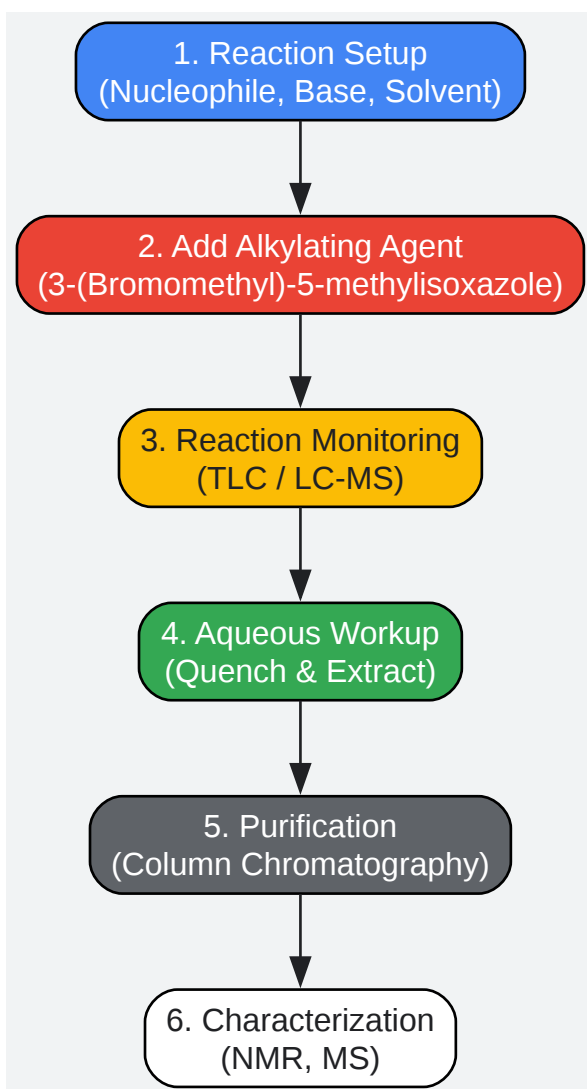 1. Reaction Setup
(Nucleophile, Base, Solvent)
2. Add Alkylating Agent
(3-(Bromomethyl)-5-methylisoxazole)
3. Reaction Monitoring
(TLC / LC-MS)
4. Aqueous Workup
(Quench & Extract)
5. Purification
(Column Chromatography)
6. Characterization
(NMR, MS)